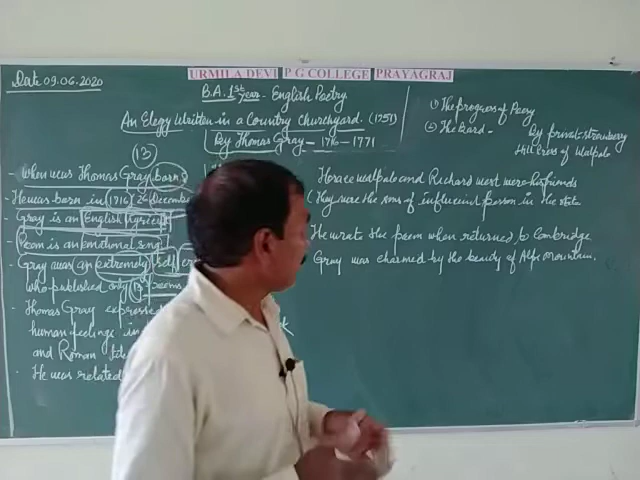 URMILA DEVI P G COLLEGE PRAYAGRAJ
Date 09.06.2020
B.A. 1st Year - English Poetry
An Elegy Written in a Country Churchyard. (1751)
By Thomas Gray - 1716 - 1771
13
When was Thomas Gray born?
He was born in 1716, 26 December
Gray is an English Lyricist
Poem is an emotional song
Gray was an extremely self
who published only 13 poems
Thomas Gray expresse
human feelings in
and Roman
He was related
① The progress of Poesy
② The Bard - By private Strawberry
Hill Press of Walpole
Horace Walpole and Richard West were his friends
(They were the sons of influencial person in the state
He wrote the poem when returned to Cambridge
Gray was charmed by the beauty of Alps Mountain.